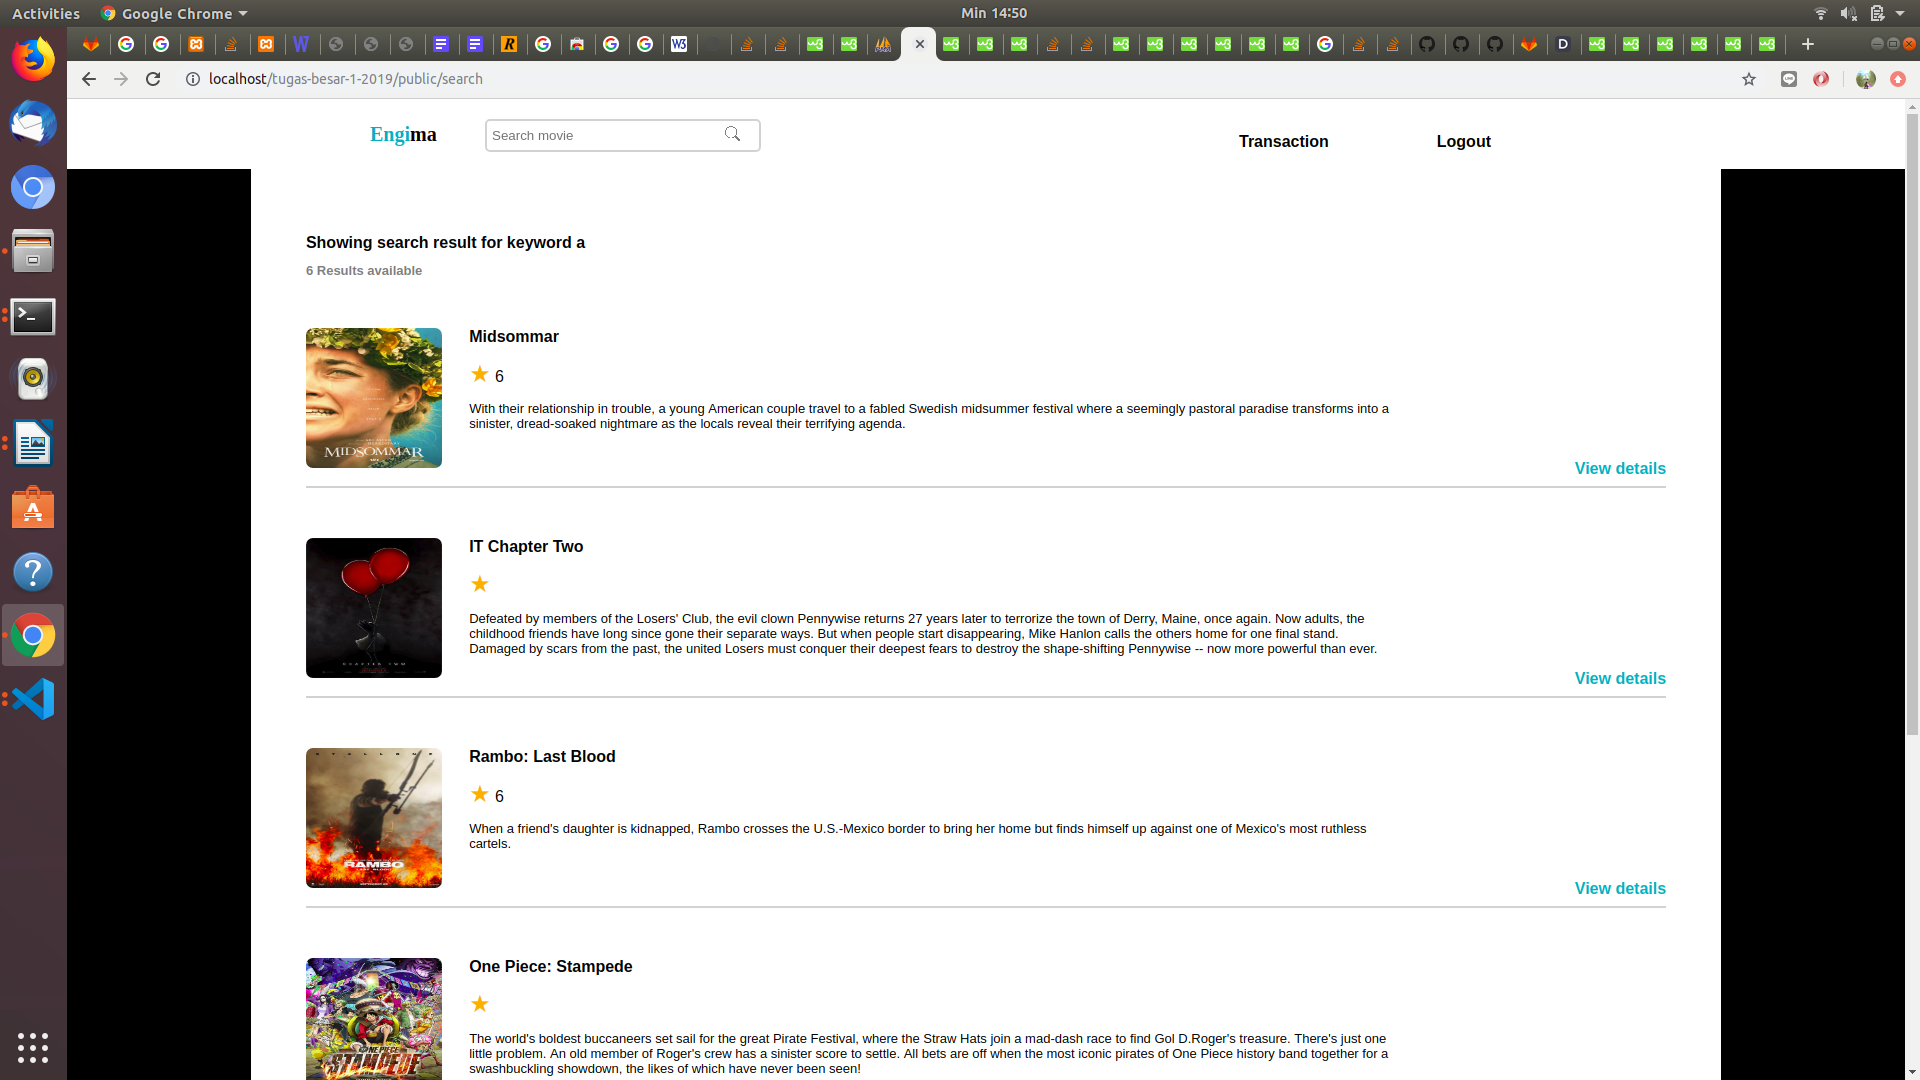 Activities
Google Chrome
Min 14:50
localhost/tugas-besar-1-2019/public/search
Engima
Search movie
Transaction
Logout
Showing search result for keyword a
6 Results available
Midsommar
6
With their relationship in trouble, a young American couple travel to a fabled Swedish midsummer festival where a seemingly pastoral paradise transforms into a
sinister, dread-soaked nightmare as the locals reveal their terrifying agenda.
MIDSOMMAR
View details
IT Chapter Two
Defeated by members of the Losers' Club, the evil clown Pennywise returns 27 years later to terrorize the town of Derry, Maine, once again. Now adults, the
childhood friends have long since gone their separate ways. But when people start disappearing, Mike Hanlon calls the others home for one final stand.
Damaged by scars from the past, the united Losers must conquer their deepest fears to destroy the shape-shifting Pennywise -- now more powerful than ever.
CHAPTER TWO
View details
Rambo: Last Blood
6
When a friend's daughter is kidnapped, Rambo crosses the U.S.-Mexico border to bring her home but finds himself up against one of Mexico's most ruthless
cartels.
RAMBO
LAST BLOOD
View details
One Piece: Stampede
The world's boldest buccaneers set sail for the great Pirate Festival, where the Straw Hats join a mad-dash race to find Gol D.Roger's treasure. There's just one
little problem. An old member of Roger's crew has a sinister score to settle. All bets are off when the most iconic pirates of One Piece history band together for a
swashbuckling showdown, the likes of which have never been seen!
ONE PIECE
STAMPEDE